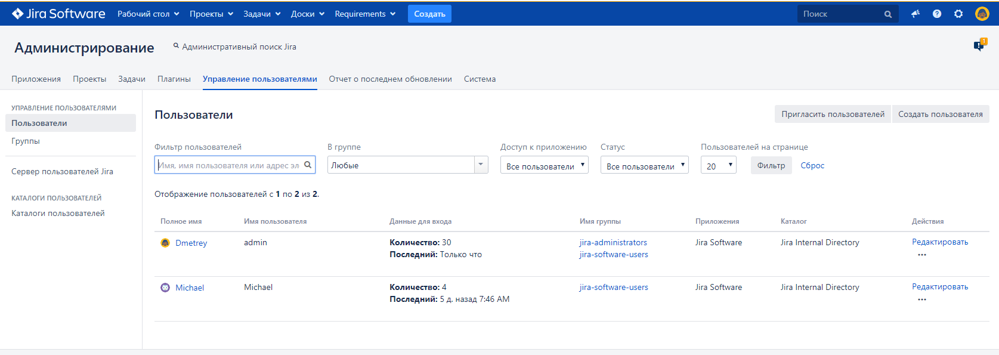 Jira Software Рабочий стол Проекты Задачи Доски Requirements Создать Поиск
Администрирование Административный поиск Jira 1
Приложения Проекты Задачи Плагины Управление пользователями Отчет о последнем обновлении Система
УПРАВЛЕНИЕ ПОЛЬЗОВАТЕЛЯМИ
Пользователи
Группы
Сервер пользователей Jira
КАТАЛОГИ ПОЛЬЗОВАТЕЛЕЙ
Каталоги пользователей
Пользователи Пригласить пользователей Создать пользователя
Фильтр пользователей В группе Доступ к приложению Статус Пользователей на странице
Имя, имя пользователя или адрес эл Любые Все пользователи Все пользователи 20 Фильтр Сброс
Отображение пользователей с 1 по 2 из 2.
Полное имя Имя пользователя Данные для входа Имя группы Приложения Каталог Действия
Dmetrey admin Количество: 30 jira-administrators Jira Software Jira Internal Directory Редактировать
Последний: Только что jira-software-users •••
Michael Michael Количество: 4 jira-software-users Jira Software Jira Internal Directory Редактировать
Последний: 5 д. назад 7:46 AM •••